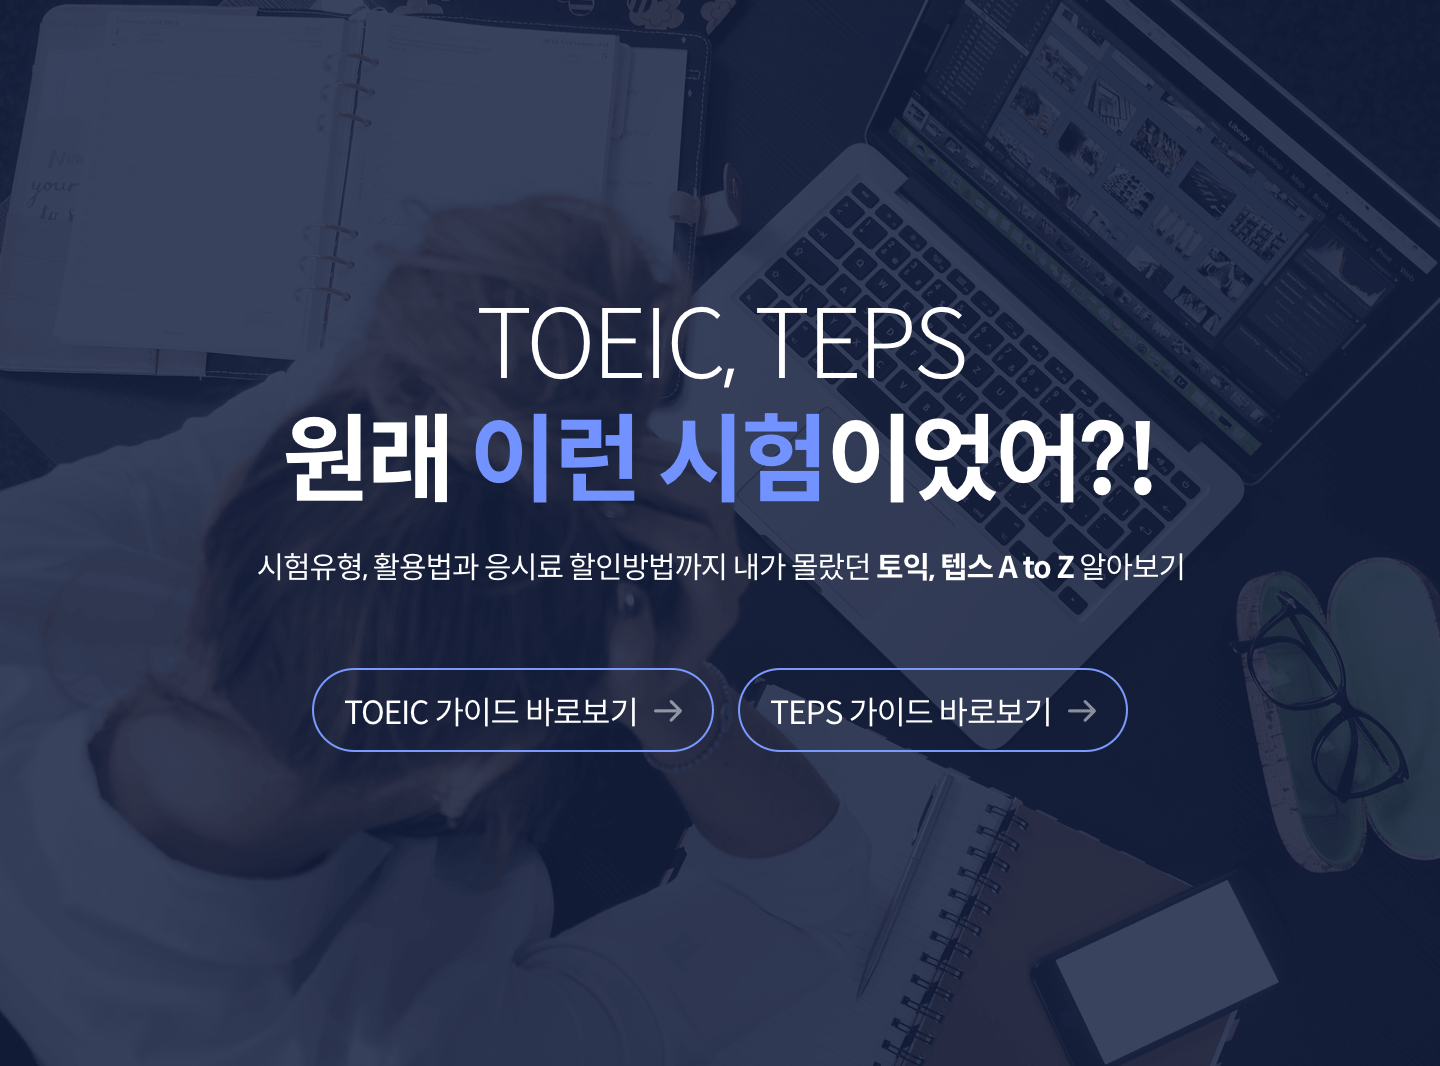 TOEIC, TEPS
원래 이런 시험이었어?!
시험유형, 활용법과 응시료 할인방법까지 내가 몰랐던 토익, 텝스 A to Z 알아보기
TOEIC 가이드 바로보기 →
TEPS 가이드 바로보기 →
your
to s
Library